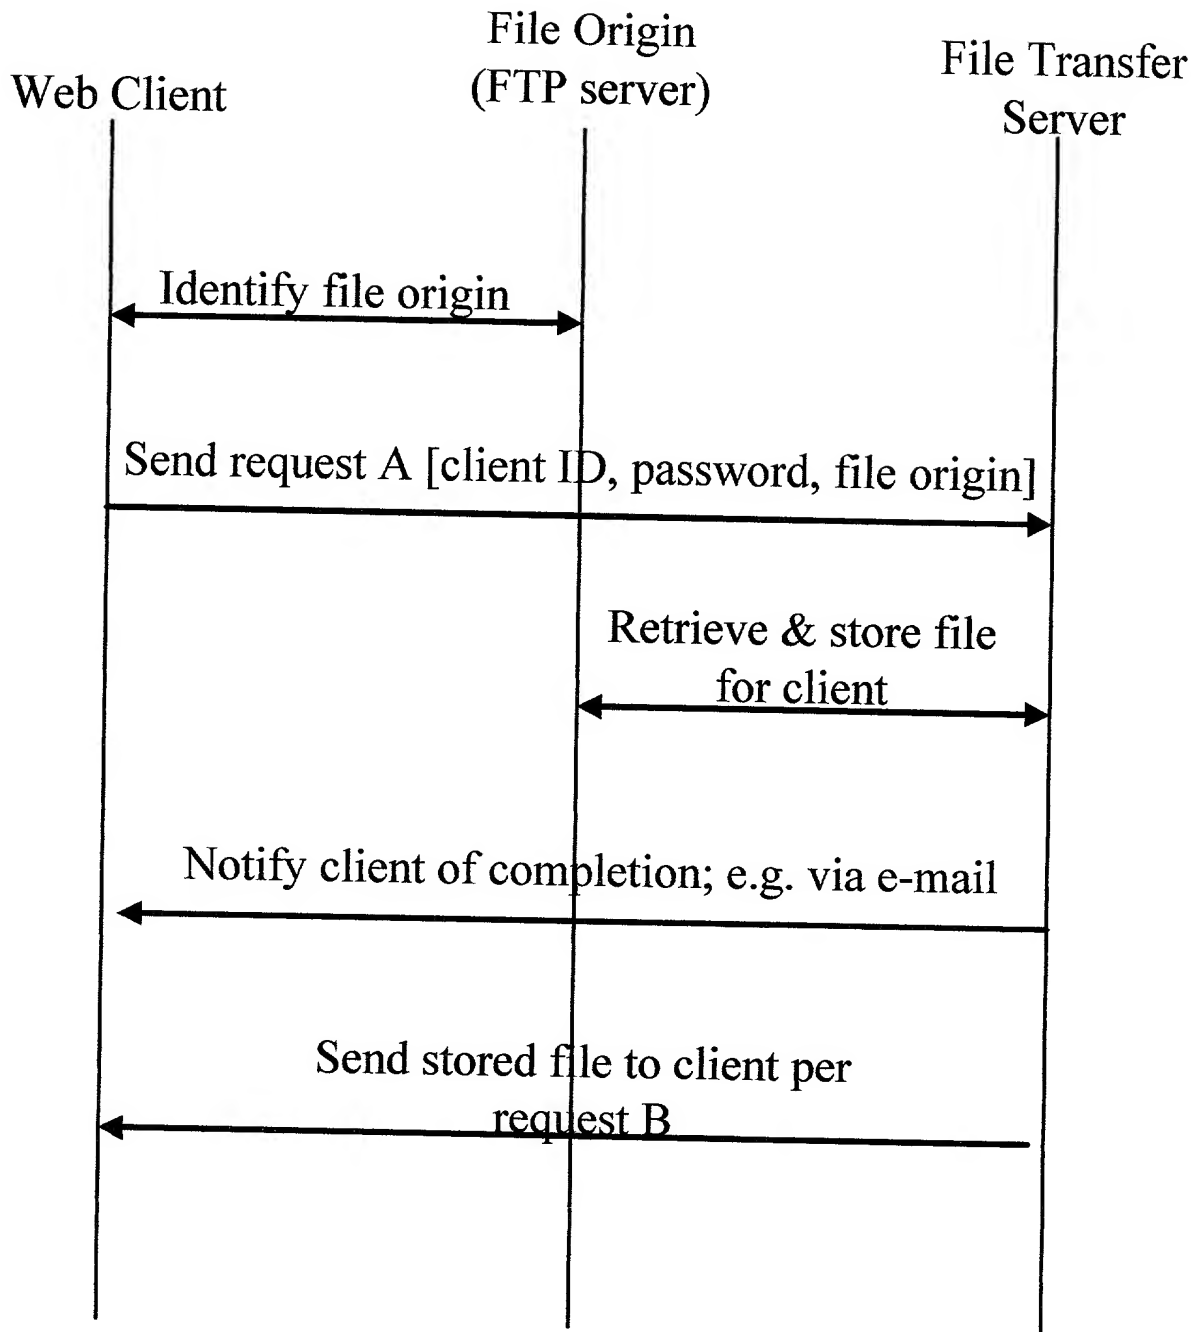 Web Client
File Origin
(FTP server)
File Transfer
Server
Identify file origin
Send request A [client ID, password, file origin]
Retrieve & store file
for client
Notify client of completion; e.g. via e-mail
Send stored file to client per
request B